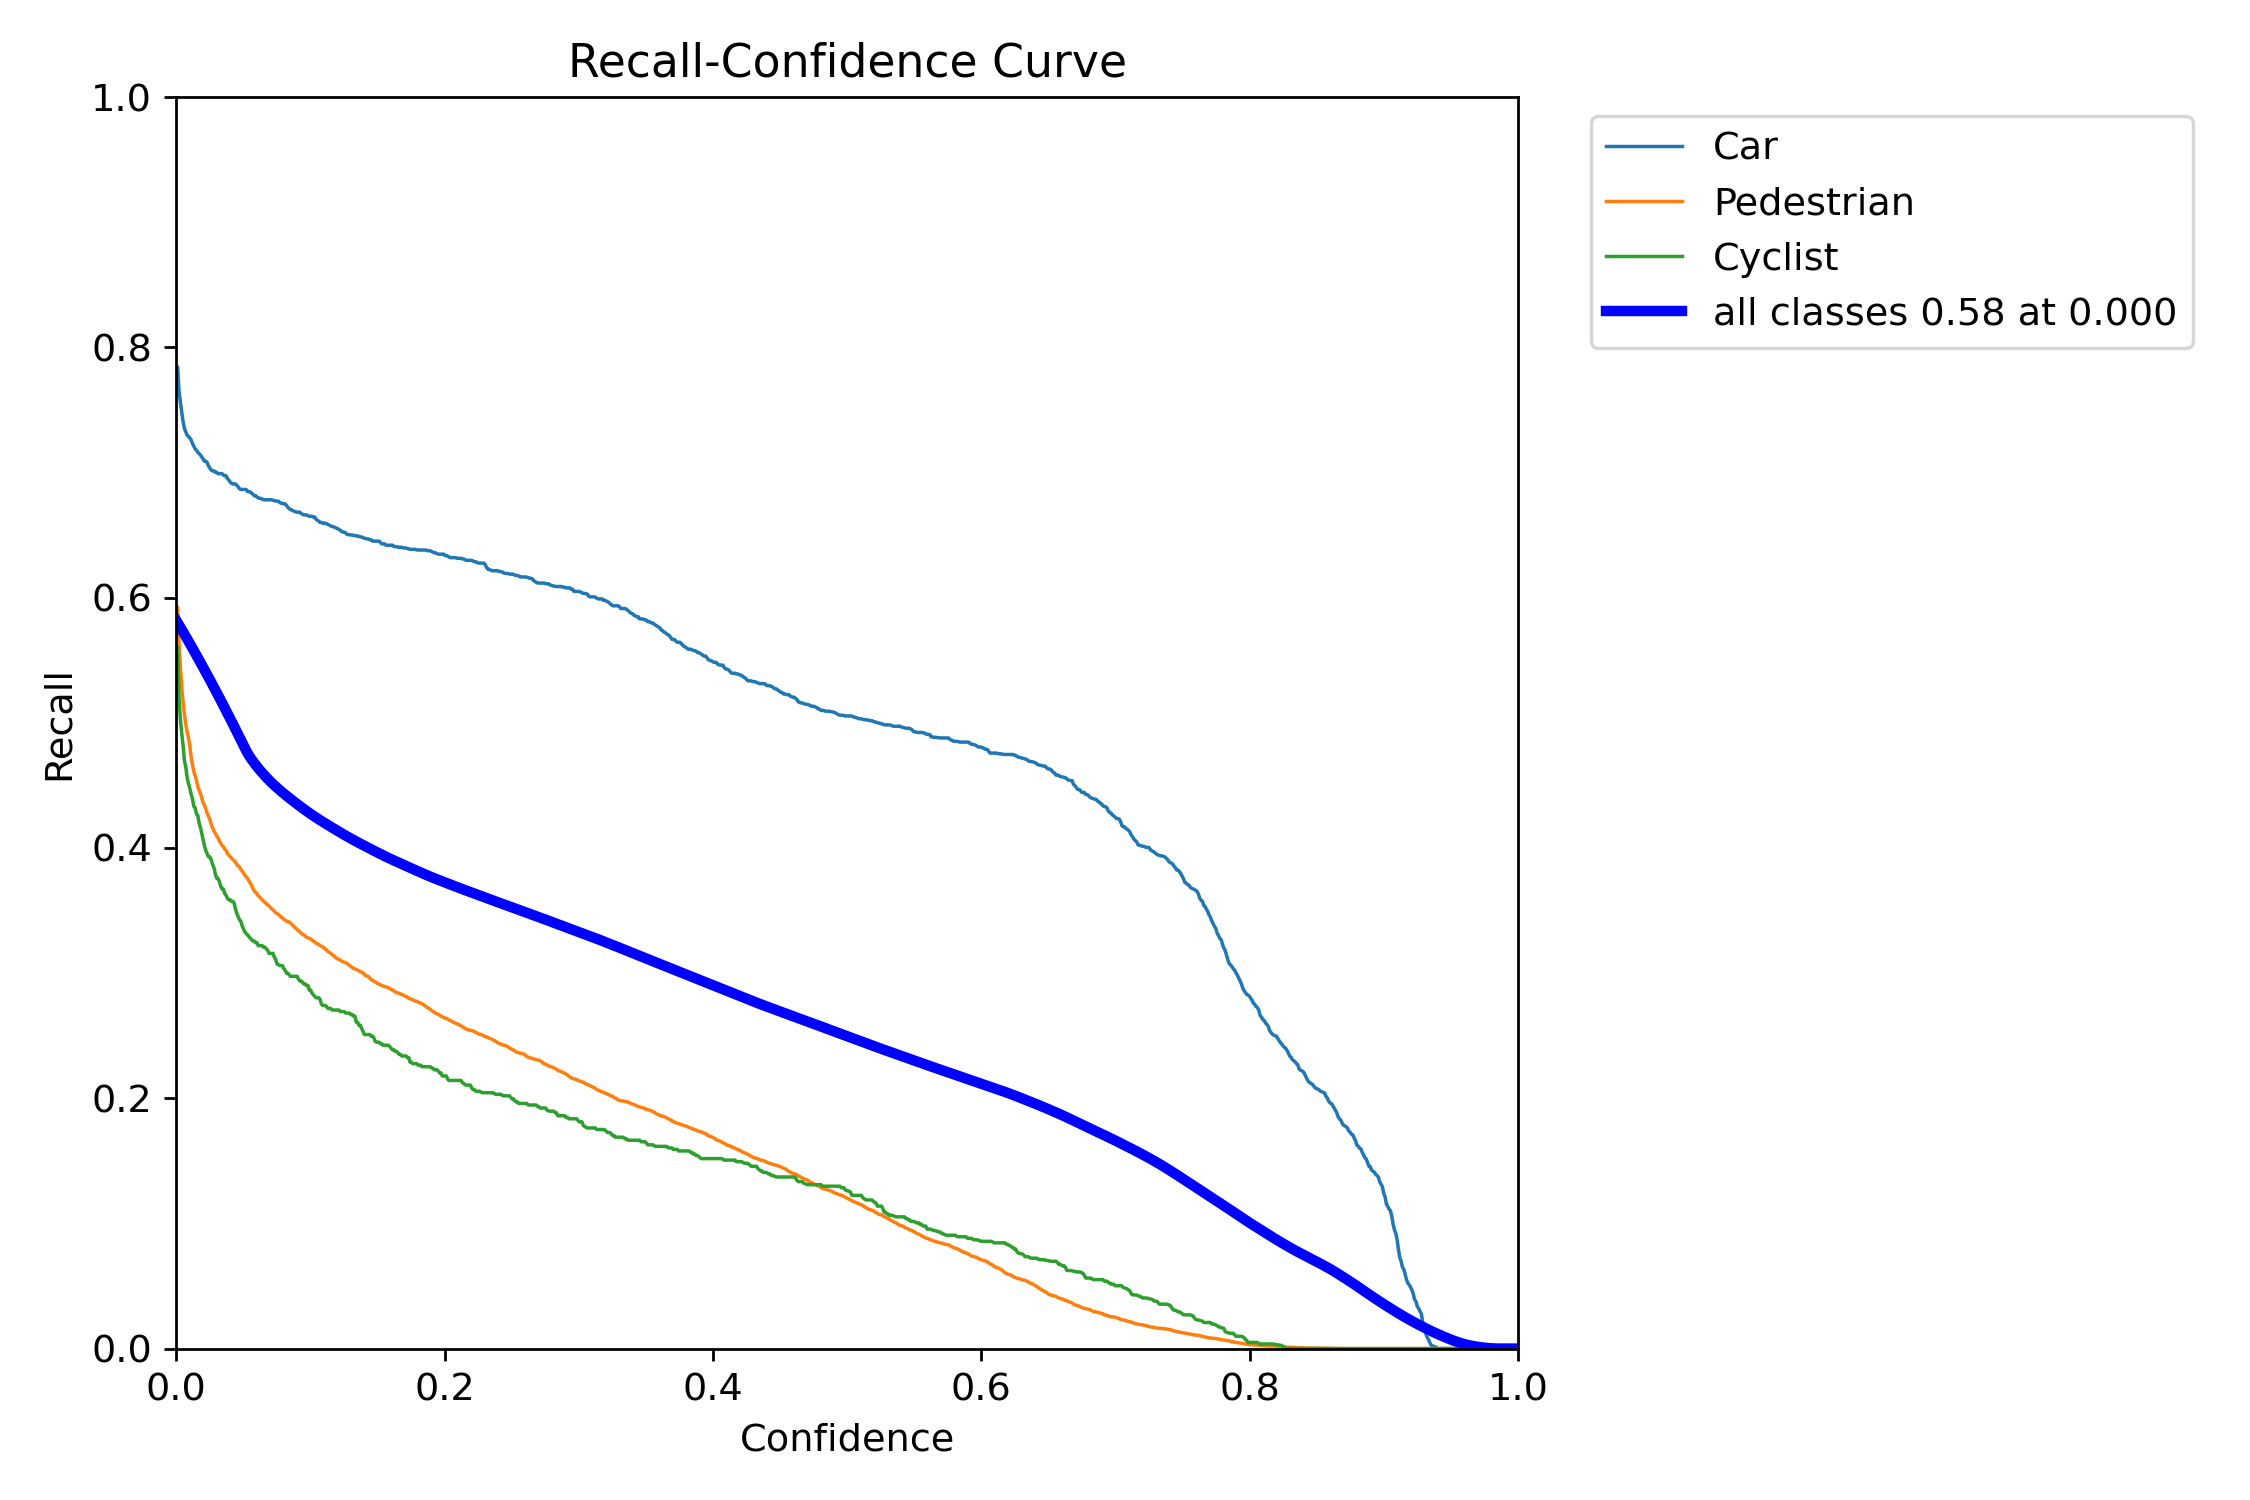 Recall-Confidence Curve
1.0
0.8
0.6
0.4
0.2
0.0
Recall
0.0 0.2 0.4 0.6 0.8 1.0
Confidence
Car
Pedestrian
Cyclist
all classes 0.58 at 0.000